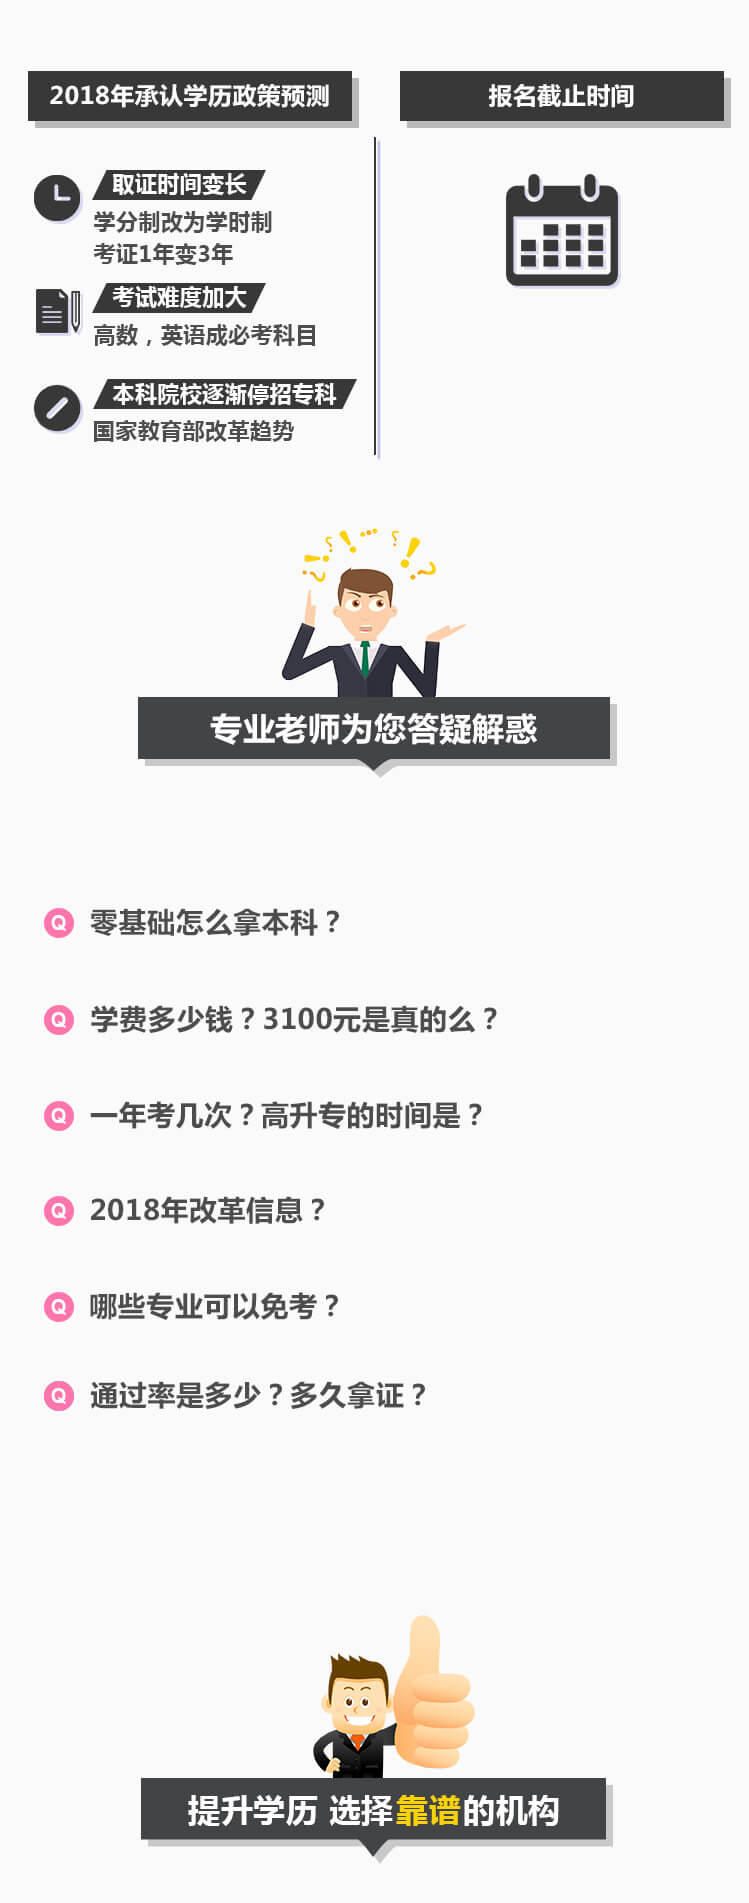 2018年承认学历政策预测
取证时间变长
学分制改为学时制
考证1年变3年
考试难度加大
高数，英语成必考科目
本科院校逐渐停招专科
国家教育部改革趋势
报名截止时间
专业老师为您答疑解惑
Q 零基础怎么拿本科？
Q 学费多少钱？3100元是真的么？
Q 一年考几次？高升专的时间是？
Q 2018年改革信息？
Q 哪些专业可以免考？
Q 通过率是多少？多久拿证？
提升学历 选择靠谱的机构